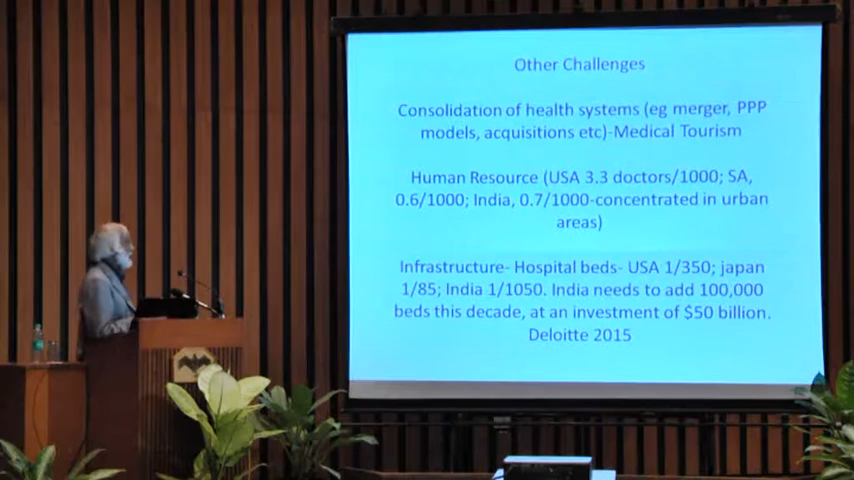 Other Challenges
Consolidation of health systems (eg merger, PPP
models, acquisitions etc)-Medical Tourism
Human Resource (USA 3.3 doctors/1000; SA,
0.6/1000; India, 0.7/1000-concentrated in urban
areas)
Infrastructure- Hospital beds- USA 1/350; japan
1/85; India 1/1050. India needs to add 100,000
beds this decade, at an investment of $50 billion.
Deloitte 2015